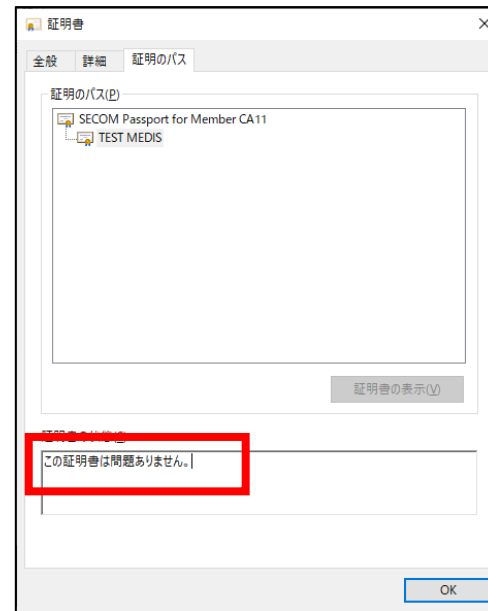 証明書
全般 詳細 証明のパス
証明のパス(P)
SECOM Passport for Member CA11
TEST MEDIS
証明書の表示(V)
この証明書は問題ありません。
OK